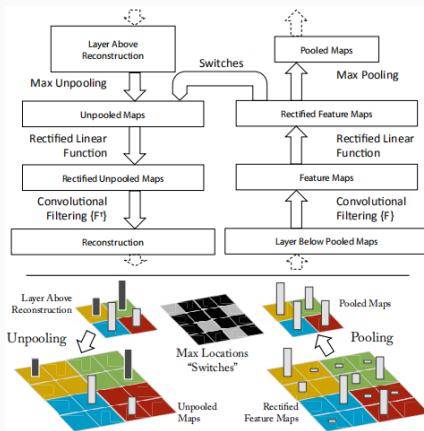 Layer Above
Reconstruction
Pooled Maps
Switches
Max Unpooling
Max Pooling
Unpooled Maps
Rectified Feature Maps
Rectified Linear
Function
Rectified Linear
Function
Rectified Unpooled Maps
Feature Maps
Convolutional
Filtering {Fᵀ}
Convolutional
Filtering {F}
Reconstruction
Layer Below Pooled Maps
Layer Above
Reconstruction
Pooled Maps
Unpooling
Pooling
Max Locations
"Switches"
Unpooled
Maps
Rectified
Feature Maps